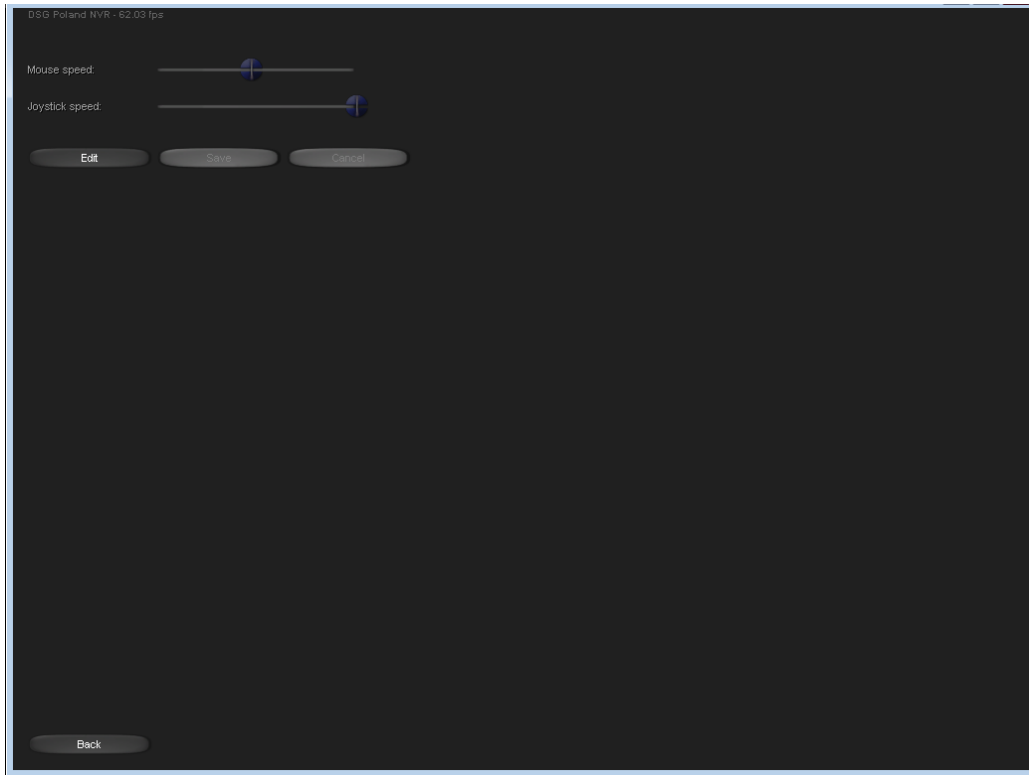 DSG Poland NVR - 62.03 fps
Mouse speed:
Joystick speed:
Edit Save Cancel
Back